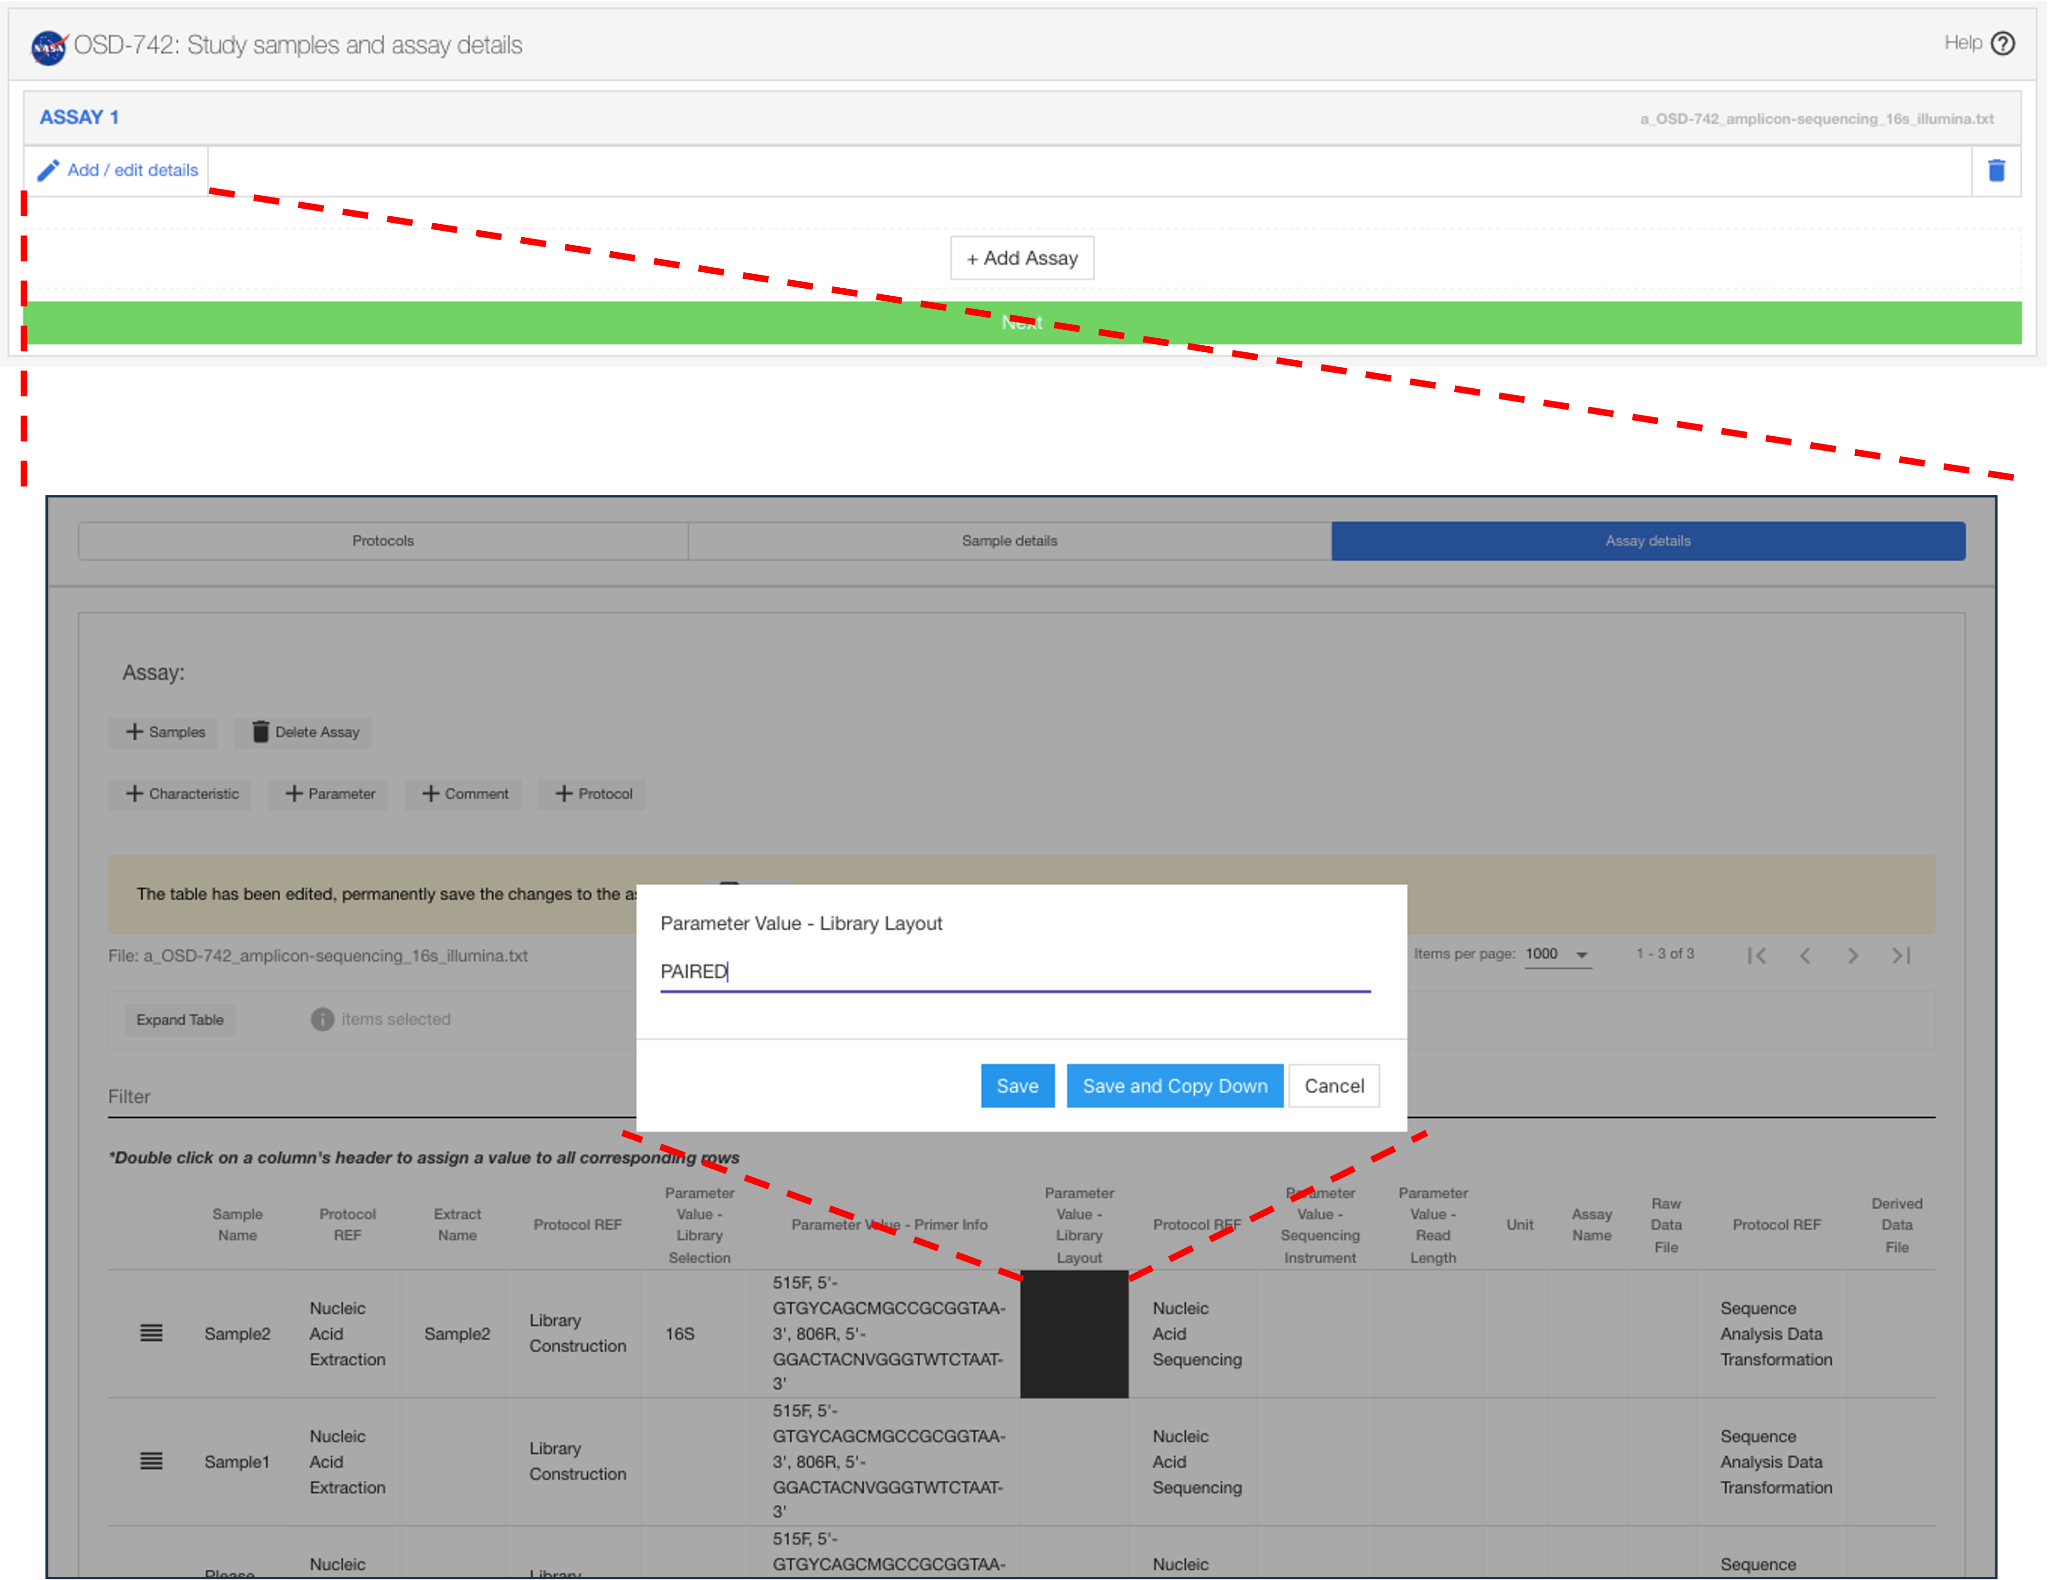 NASA
OSD-742: Study samples and assay details
Help
ASSAY 1
a_OSD-742_amplicon-sequencing_16s_illumina.txt
Add / edit details
+ Add Assay
Next
Protocols
Sample details
Assay details
Assay:
Samples
Delete Assay
Characteristic
Parameter
Comment
Protocol
The table has been edited, permanently save the changes to the
File: a_OSD-742_amplicon-sequencing_16s_illumina.txt
Items per page: 1000
1 - 3 of 3
Parameter Value - Library Layout
PAIRED
Save
Save and Copy Down
Cancel
Expand Table
items selected
Filter
*Double click on a column's header to assign a value to all corresponding rows
Sample
Name
Protocol
REF
Extract
Name
Protocol REF
Parameter
Value -
Library
Selection
Parameter Value - Primer Info
Parameter
Value -
Library
Layout
Protocol REF
Parameter
Value -
Sequencing
Instrument
Parameter
Value -
Read
Length
Unit
Assay
Name
Raw
Data
File
Protocol REF
Derived
Data
File
Sample2
Nucleic
Acid
Extraction
Sample2
Library
Construction
16S
515F, 5'-
GTGYCAGCMGCCGCGGTAA-
3', 806R, 5'-
GGACTACNVGGGTWTCTAAT-
3'
Nucleic
Acid
Sequencing
Sequence
Analysis Data
Transformation
Sample1
Nucleic
Acid
Extraction
Library
Construction
515F, 5'-
GTGYCAGCMGCCGCGGTAA-
3', 806R, 5'-
GGACTACNVGGGTWTCTAAT-
3'
Nucleic
Acid
Sequencing
Sequence
Analysis Data
Transformation
Please
Nucleic
Library
515F, 5'-
GTGYCAGCMGCCGCGGTAA-
Nucleic
Sequence